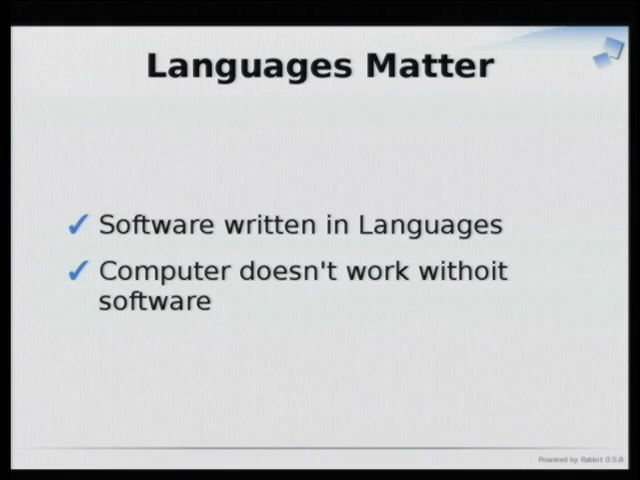 Languages Matter
Software written in Languages
Computer doesn't work withoit
software
Powered by Rabbit 0.5.8